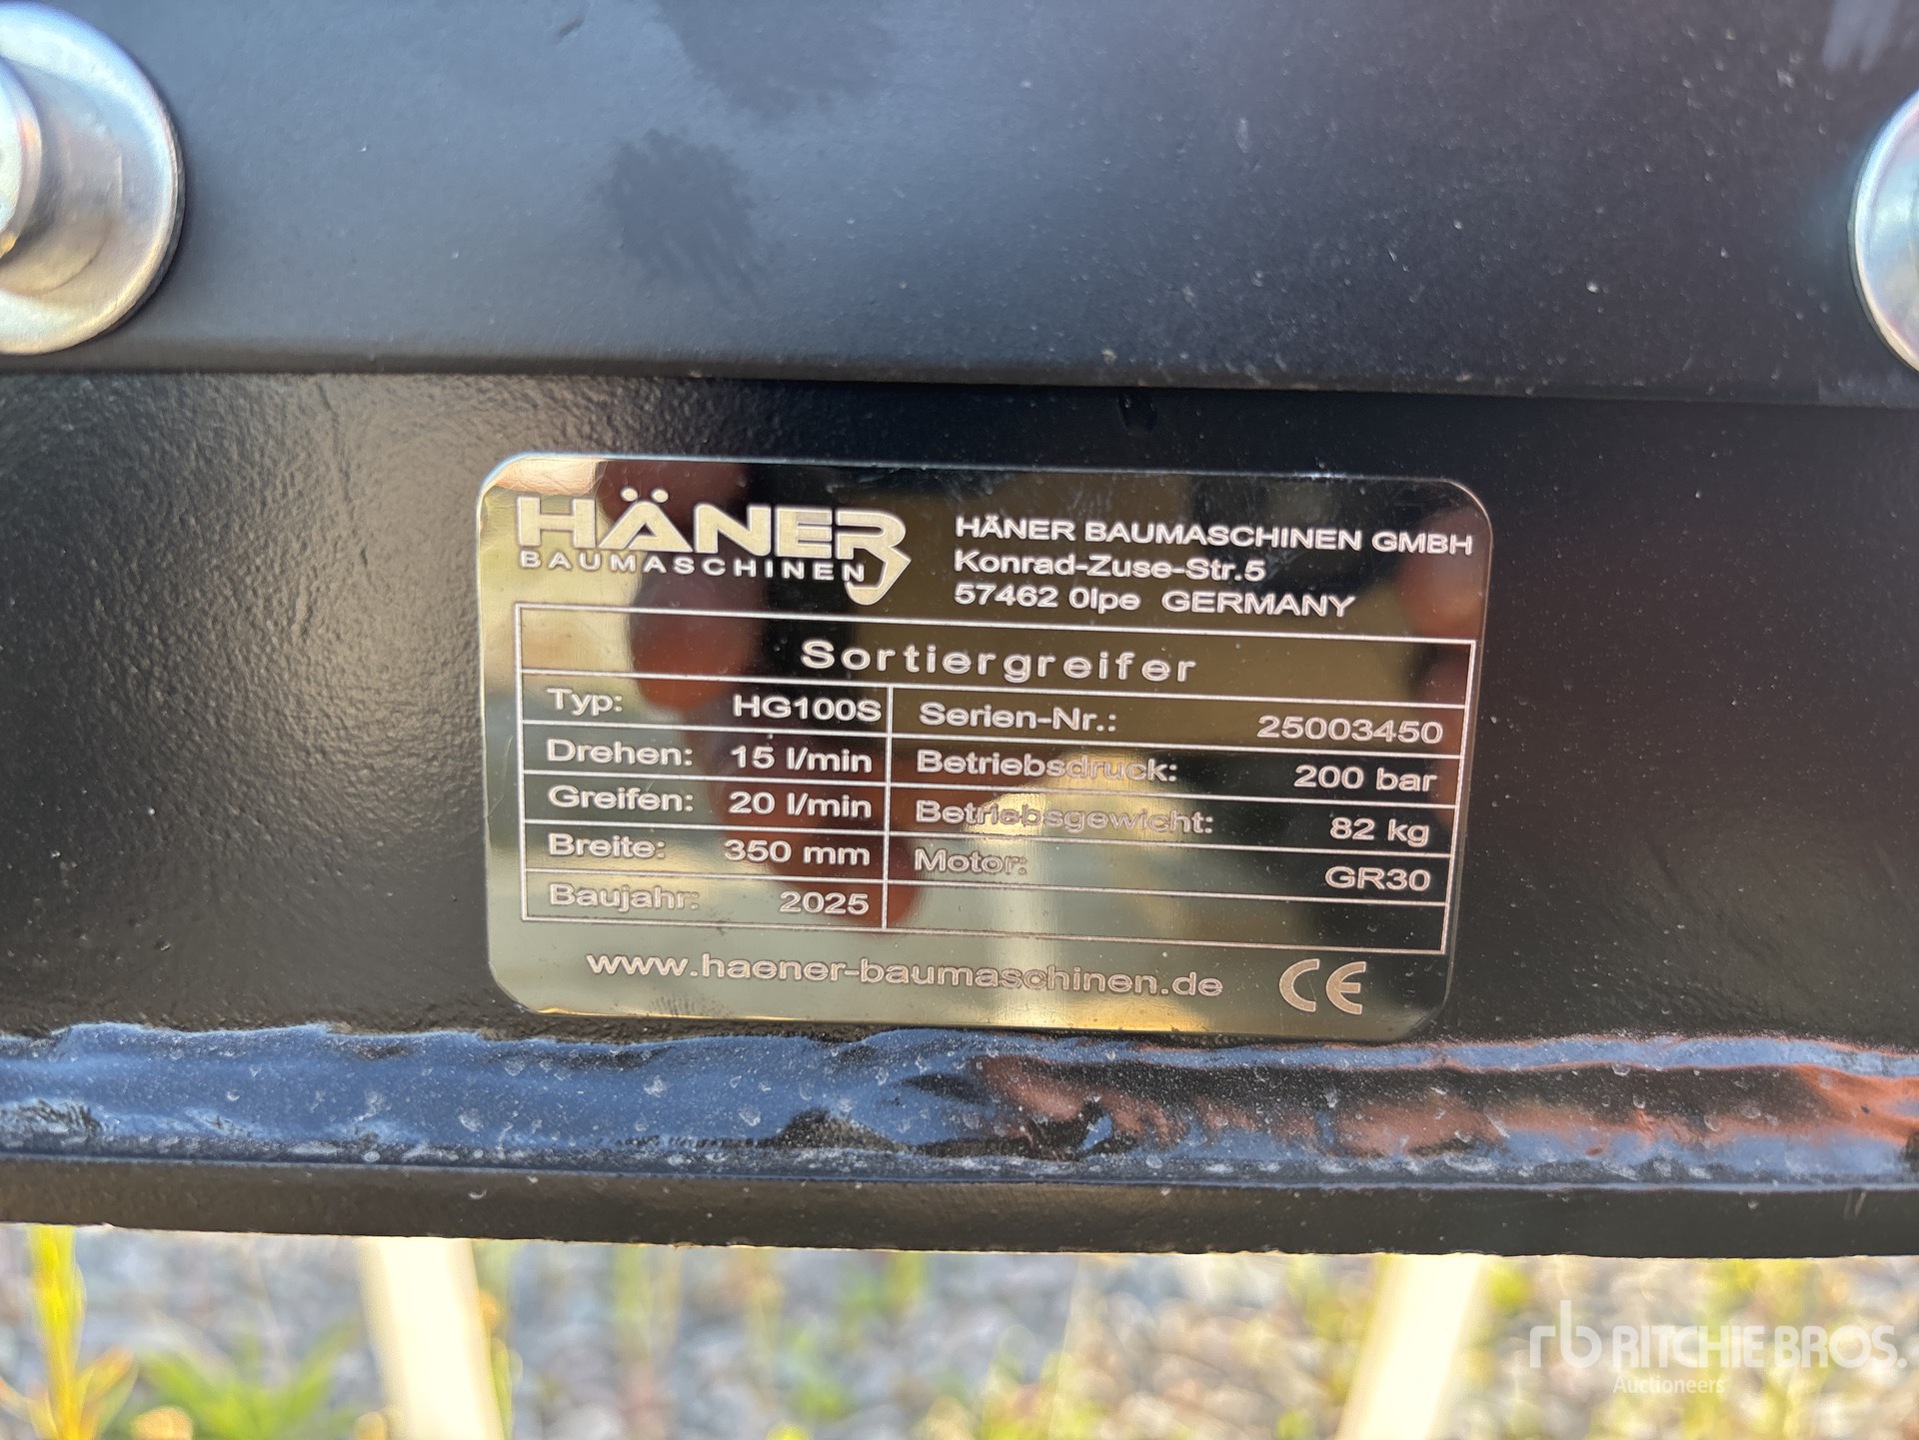 HÄNER
BAUMASCHINEN
HÄNER BAUMASCHINEN GMBH
Konrad-Zuse-Str.5
57462 Olpe GERMANY
Sortiergreifer
Typ: HG100S Serien-Nr.: 25003450
Drehen: 15 l/min Betriebsdruck: 200 bar
Greifen: 20 l/min Betriebsgewicht: 82 kg
Breite: 350 mm Motor: GR30
Baujahr: 2025
www.haener-baumaschinen.de CE
rb RITCHIE BROS.
Auctioneers